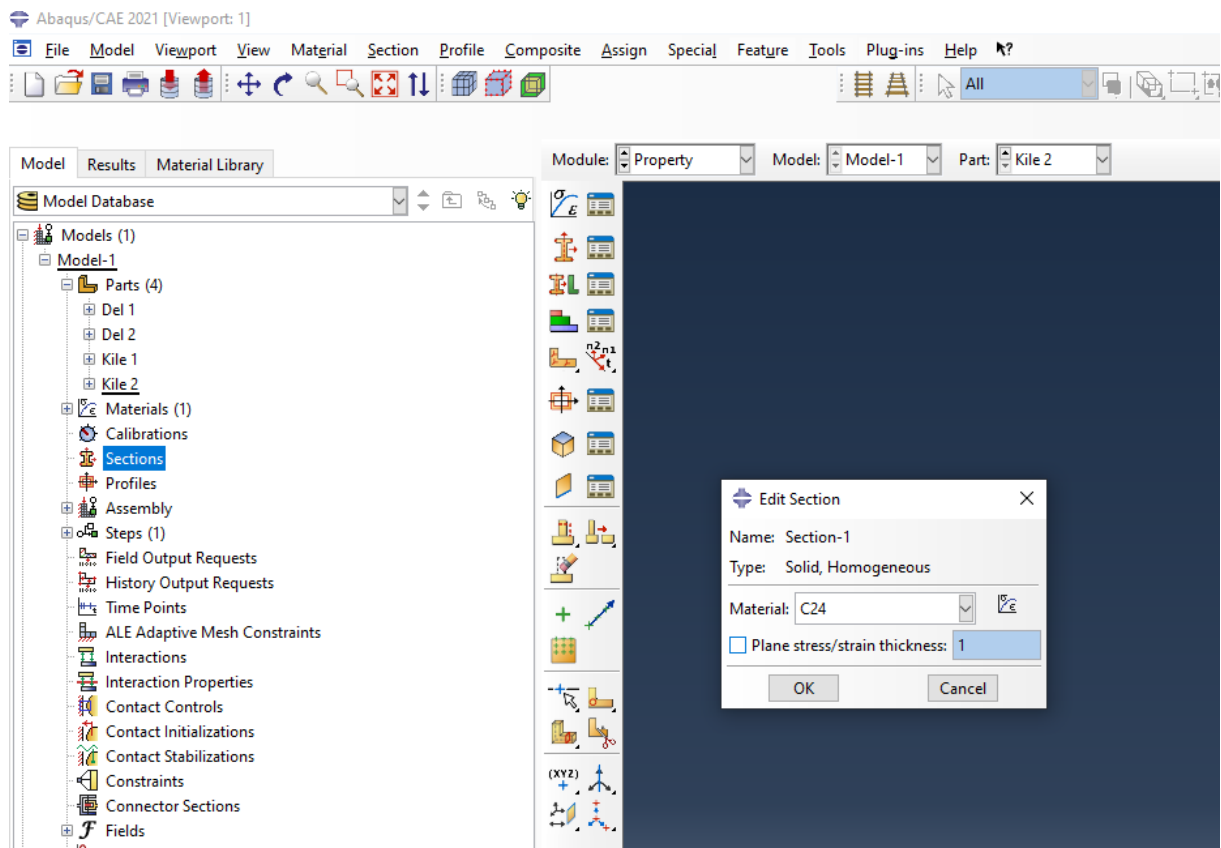 Abaqus/CAE 2021 [Viewport: 1]
File Model Viewport View Material Section Profile Composite Assign Special Feature Tools Plug-ins Help ?
All
Model Results Material Library
Module: Property Model: Model-1 Part: Kile 2
Model Database
Models (1)
Model-1
Parts (4)
Del 1
Del 2
Kile 1
Kile 2
Materials (1)
Calibrations
Sections
Profiles
Assembly
Steps (1)
Field Output Requests
History Output Requests
Time Points
ALE Adaptive Mesh Constraints
Interactions
Interaction Properties
Contact Controls
Contact Initializations
Contact Stabilizations
Constraints
Connector Sections
Fields
σ ε
n2 n1
t
(XYZ)
Edit Section
Name: Section-1
Type: Solid, Homogeneous
Material: C24
Plane stress/strain thickness: 1
OK Cancel